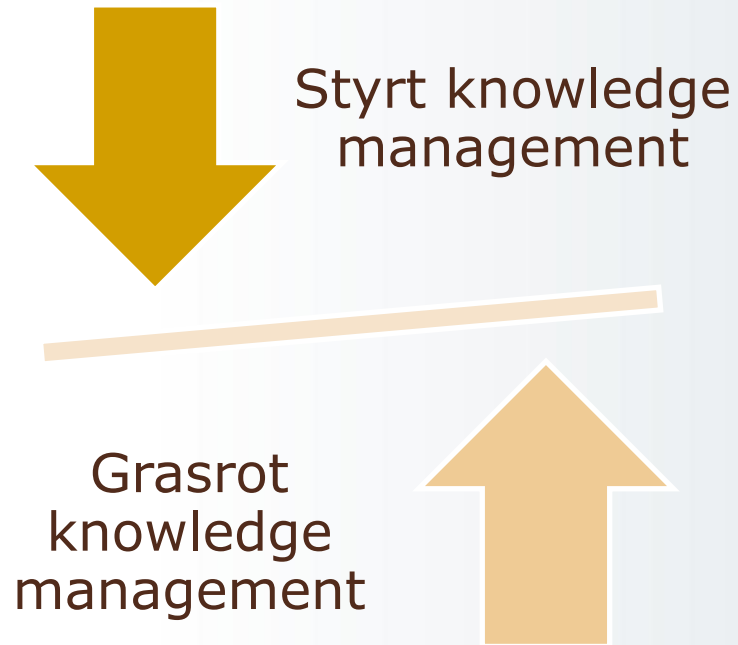 Styrt knowledge
management
Grasrot
knowledge
management